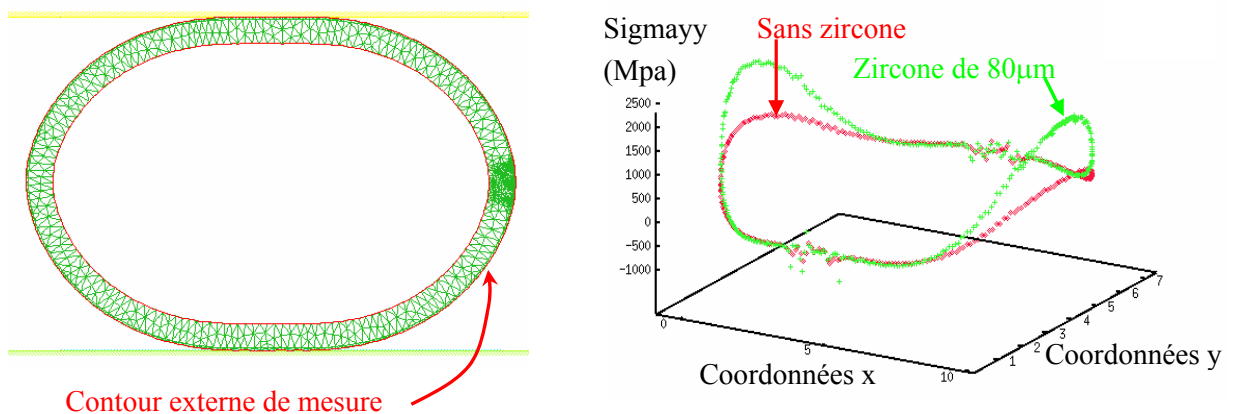 Contour externe de mesure
Sigmayy
(Mpa)
Sans zircone
Zircone de 80μm
2500
2000
1500
1000
500
0
−500
−1000
0
5
10
1
2
3
4
5
6
7
Coordonnées x
Coordonnées y